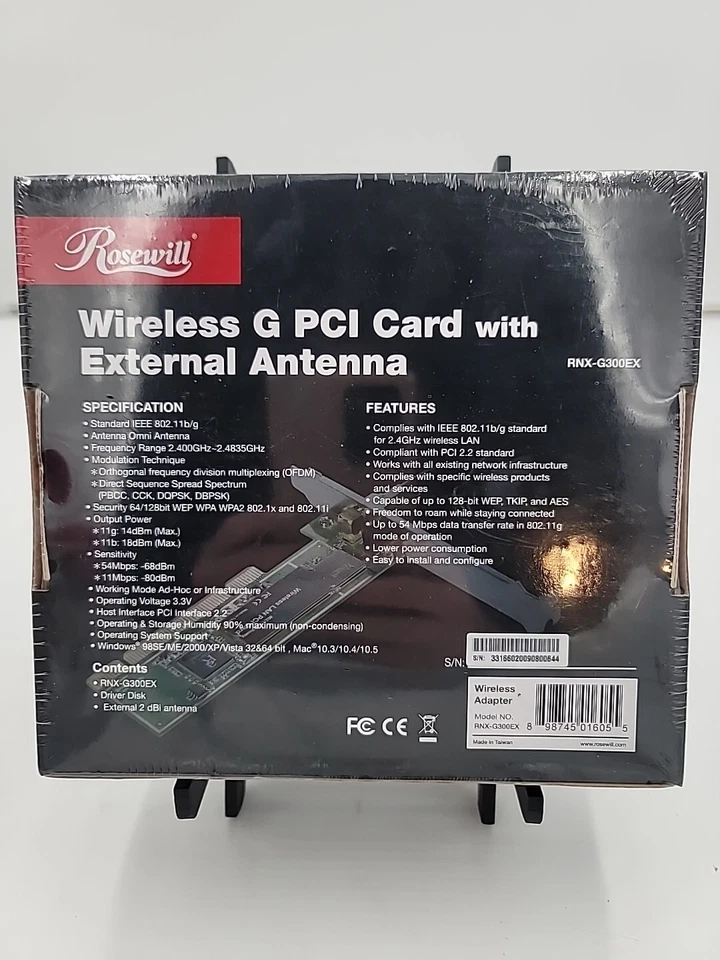 Rosewill®
Wireless G PCI Card with
External Antenna
RNX-G300EX
SPECIFICATION
• Standard IEEE 802.11b/g
• Antenna Omni Antenna
• Frequency Range 2.400GHz~2.4835GHz
• Modulation Technique
* Orthogonal frequency division multiplexing (OFDM)
* Direct Sequence Spread Spectrum
(PBCC, CCK, DQPSK, DBPSK)
• Security 64/128bit WEP WPA WPA2 802.1x and 802.11i
• Output Power
* 11g: 14dBm (Max.)
* 11b: 18dBm (Max.)
• Sensitivity
* 54Mbps: -68dBm
* 11Mbps: -80dBm
• Working Mode Ad-Hoc or Infrastructure
• Operating Voltage 3.3V
• Host Interface PCI Interface 2.2
• Operating & Storage Humidity 90% maximum (non-condensing)
• Operating System Support
• Windows® 98SE/ME/2000/XP/Vista 32&64 bit , Mac®10.3/10.4/10.5
Contents
• RNX-G300EX
• Driver Disk
• External 2 dBi antenna
FEATURES
• Complies with IEEE 802.11b/g standard
for 2.4GHz wireless LAN
• Compliant with PCI 2.2 standard
• Works with all existing network infrastructure
• Complies with specific wireless products
and services
• Capable of up to 128-bit WEP, TKIP, and AES
• Freedom to roam while staying connected
• Up to 54 Mbps data transfer rate in 802.11g
mode of operation
• Lower power consumption
• Easy to install and configure
Wireless LAN PCI
FC CE
S/N:
S/N: 33156020090800644
Wireless
Adapter
Model NO.
RNX-G300EX
8 98745 01605 5
Made in Taiwan
www.rosewill.com